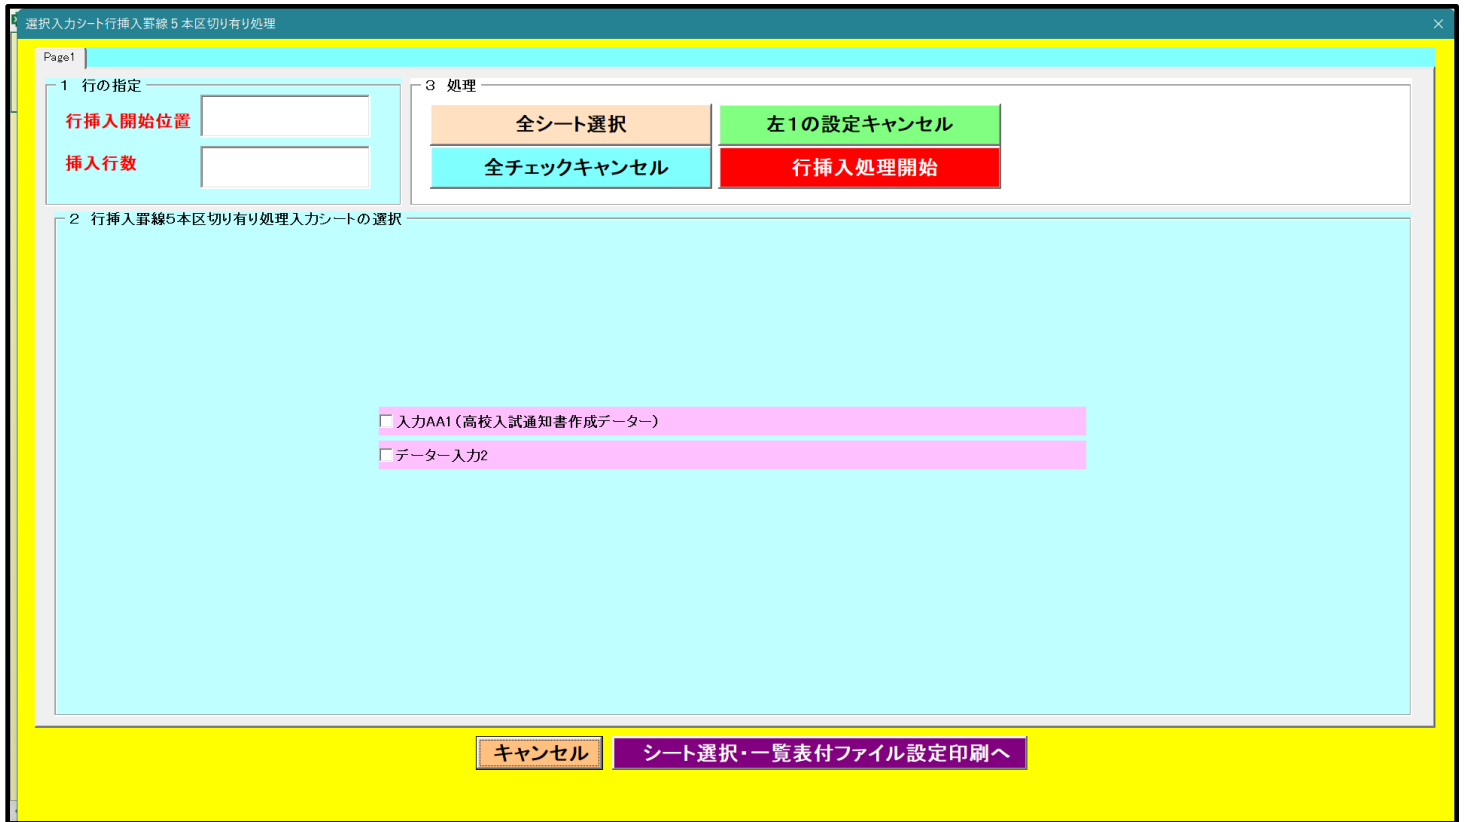 選択入力シート行挿入罫線５本区切り有り処理
Page1
1 行の指定
行挿入開始位置
挿入行数
3 処理
全シート選択
左1の設定キャンセル
全チェックキャンセル
行挿入処理開始
2 行挿入罫線5本区切り有り処理入力シートの選択
入力AA1(高校入試通知書作成データー)
データー入力2
キャンセル
シート選択・一覧表付ファイル設定印刷へ